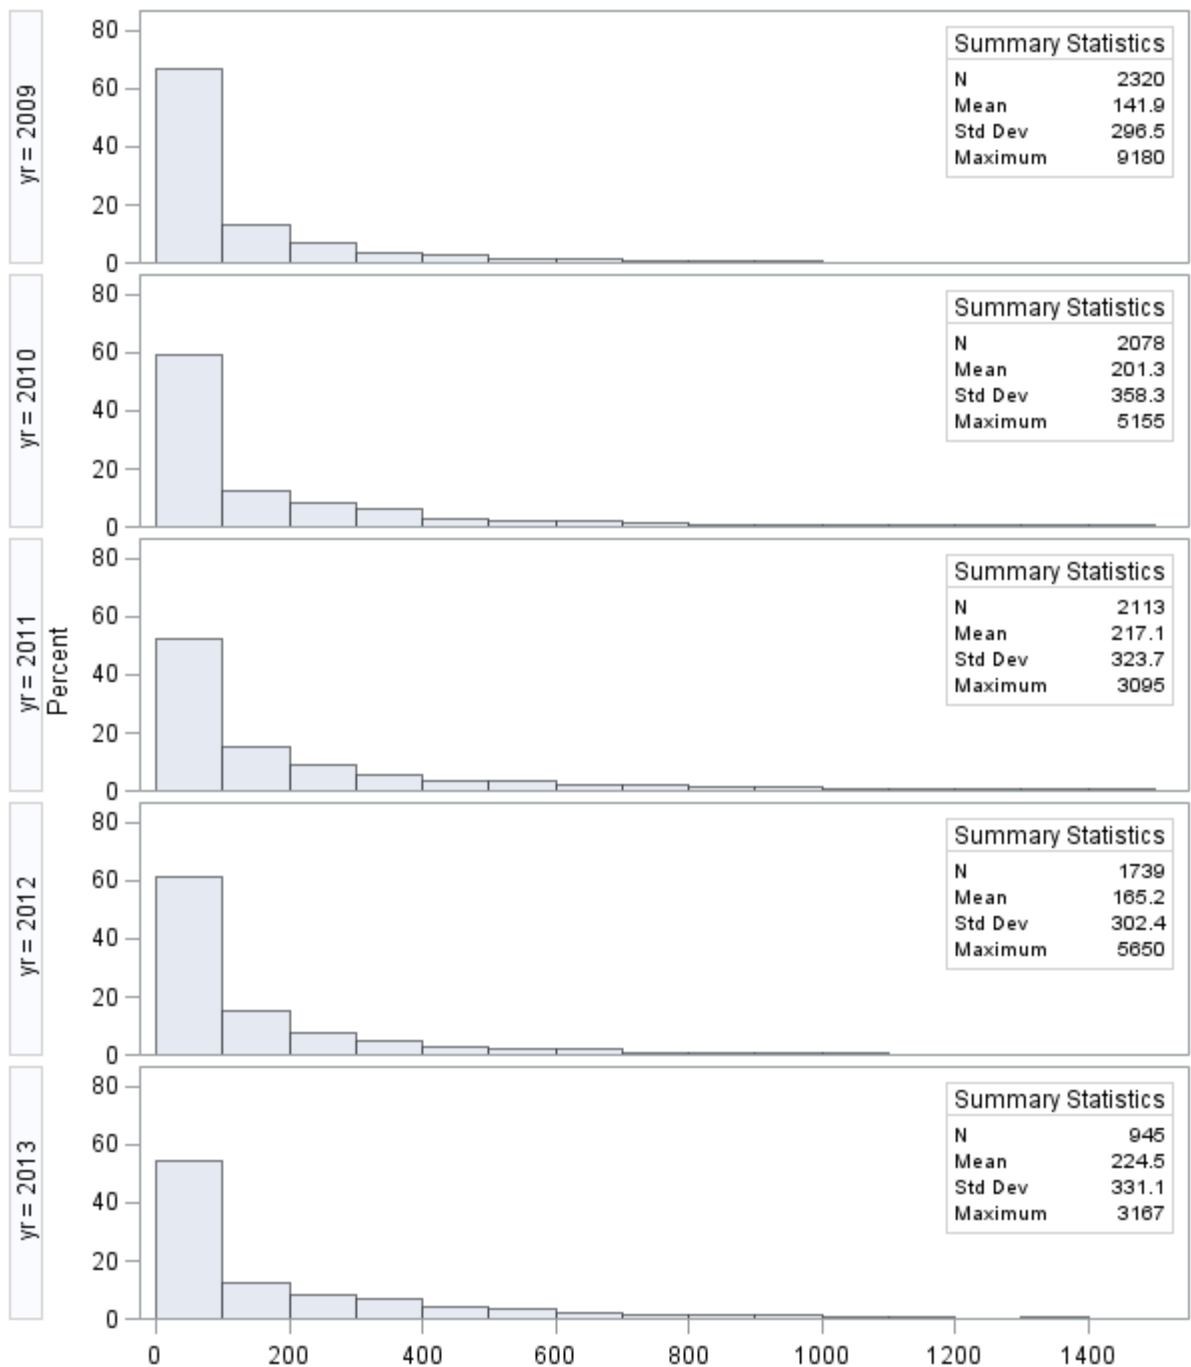 yr = 2009
80
60
40
20
0
Summary Statistics
N 2320
Mean 141.9
Std Dev 296.5
Maximum 9180
yr = 2010
80
60
40
20
0
Summary Statistics
N 2078
Mean 201.3
Std Dev 358.3
Maximum 5155
yr = 2011
Percent
80
60
40
20
0
Summary Statistics
N 2113
Mean 217.1
Std Dev 323.7
Maximum 3095
yr = 2012
80
60
40
20
0
Summary Statistics
N 1739
Mean 165.2
Std Dev 302.4
Maximum 5650
yr = 2013
80
60
40
20
0
Summary Statistics
N 945
Mean 224.5
Std Dev 331.1
Maximum 3167
0 200 400 600 800 1000 1200 1400